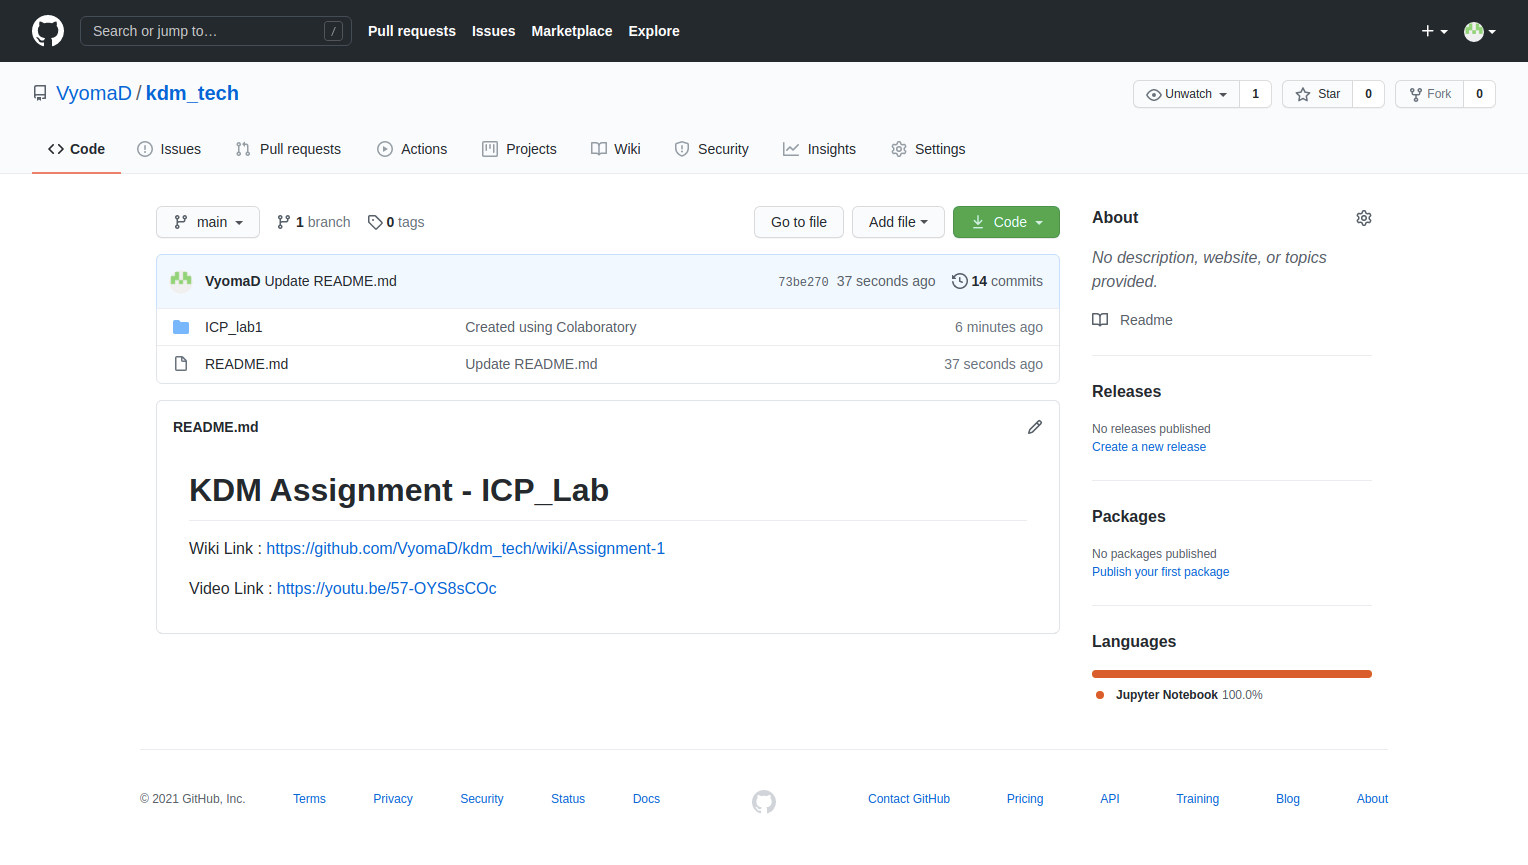 Search or jump to… /
Pull requests Issues Marketplace Explore
VyomaD / kdm_tech
Unwatch 1 Star 0 Fork 0
Code Issues Pull requests Actions Projects Wiki Security Insights Settings
main 1 branch 0 tags Go to file Add file Code
VyomaD Update README.md 73be270 37 seconds ago 14 commits
ICP_lab1 Created using Colaboratory 6 minutes ago
README.md Update README.md 37 seconds ago
README.md
KDM Assignment - ICP_Lab
Wiki Link : https://github.com/VyomaD/kdm_tech/wiki/Assignment-1
Video Link : https://youtu.be/57-OYS8sCOc
About
No description, website, or topics
provided.
Readme
Releases
No releases published
Create a new release
Packages
No packages published
Publish your first package
Languages
Jupyter Notebook 100.0%
© 2021 GitHub, Inc. Terms Privacy Security Status Docs Contact GitHub Pricing API Training Blog About